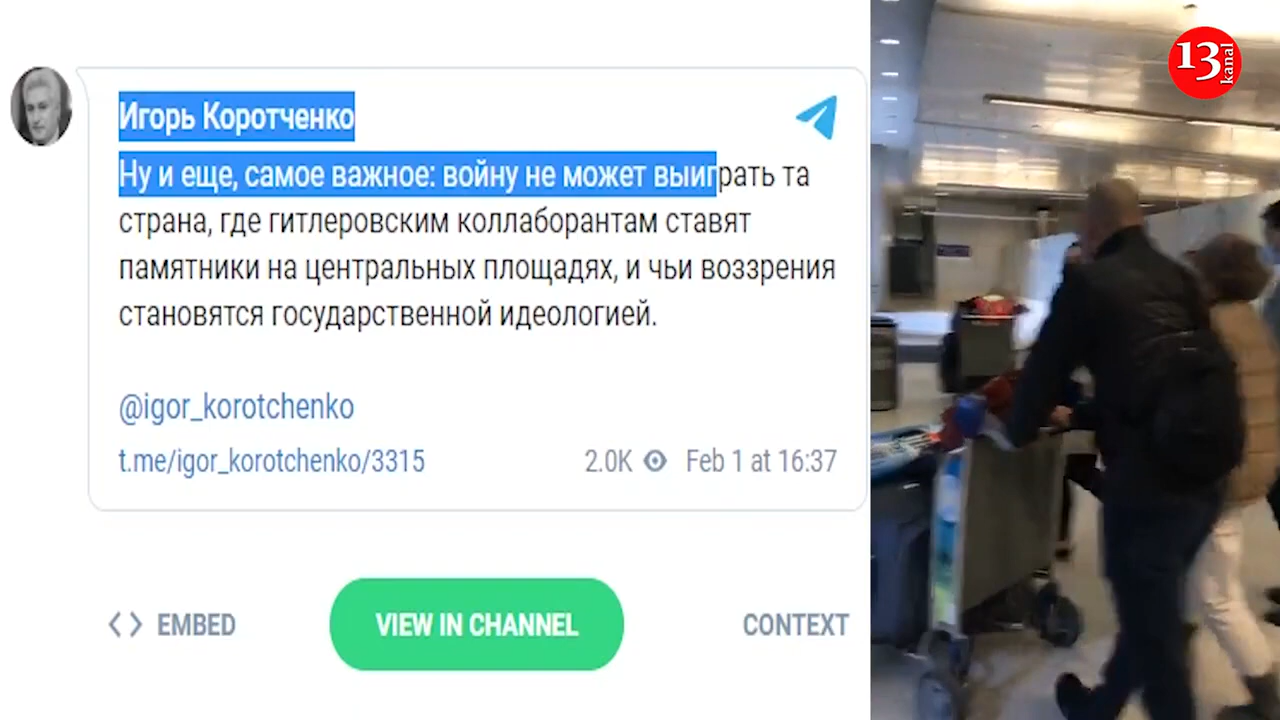 Игорь Коротченко
Ну и еще, самое важное: войну не может выиграть та
страна, где гитлеровским коллаборантам ставят
памятники на центральных площадях, и чьи воззрения
становятся государственной идеологией.
@igor_korotchenko
t.me/igor_korotchenko/3315
2.0K Feb 1 at 16:37
EMBED
VIEW IN CHANNEL
CONTEXT
13
kanal